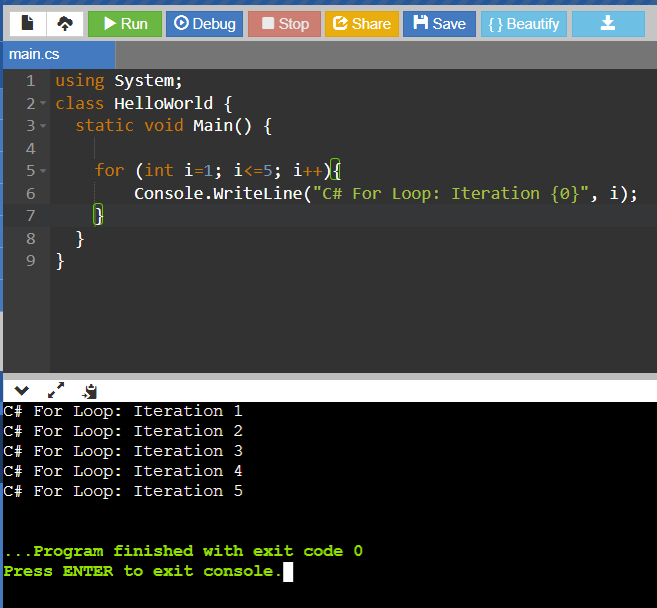 Run Debug Stop Share Save { } Beautify
main.cs
1 using System;
2 class HelloWorld {
3 static void Main() {
4
5 for (int i=1; i<=5; i++){
6 Console.WriteLine("C# For Loop: Iteration {0}", i);
7 }
8 }
9 }
C# For Loop: Iteration 1
C# For Loop: Iteration 2
C# For Loop: Iteration 3
C# For Loop: Iteration 4
C# For Loop: Iteration 5
...Program finished with exit code 0
Press ENTER to exit console.